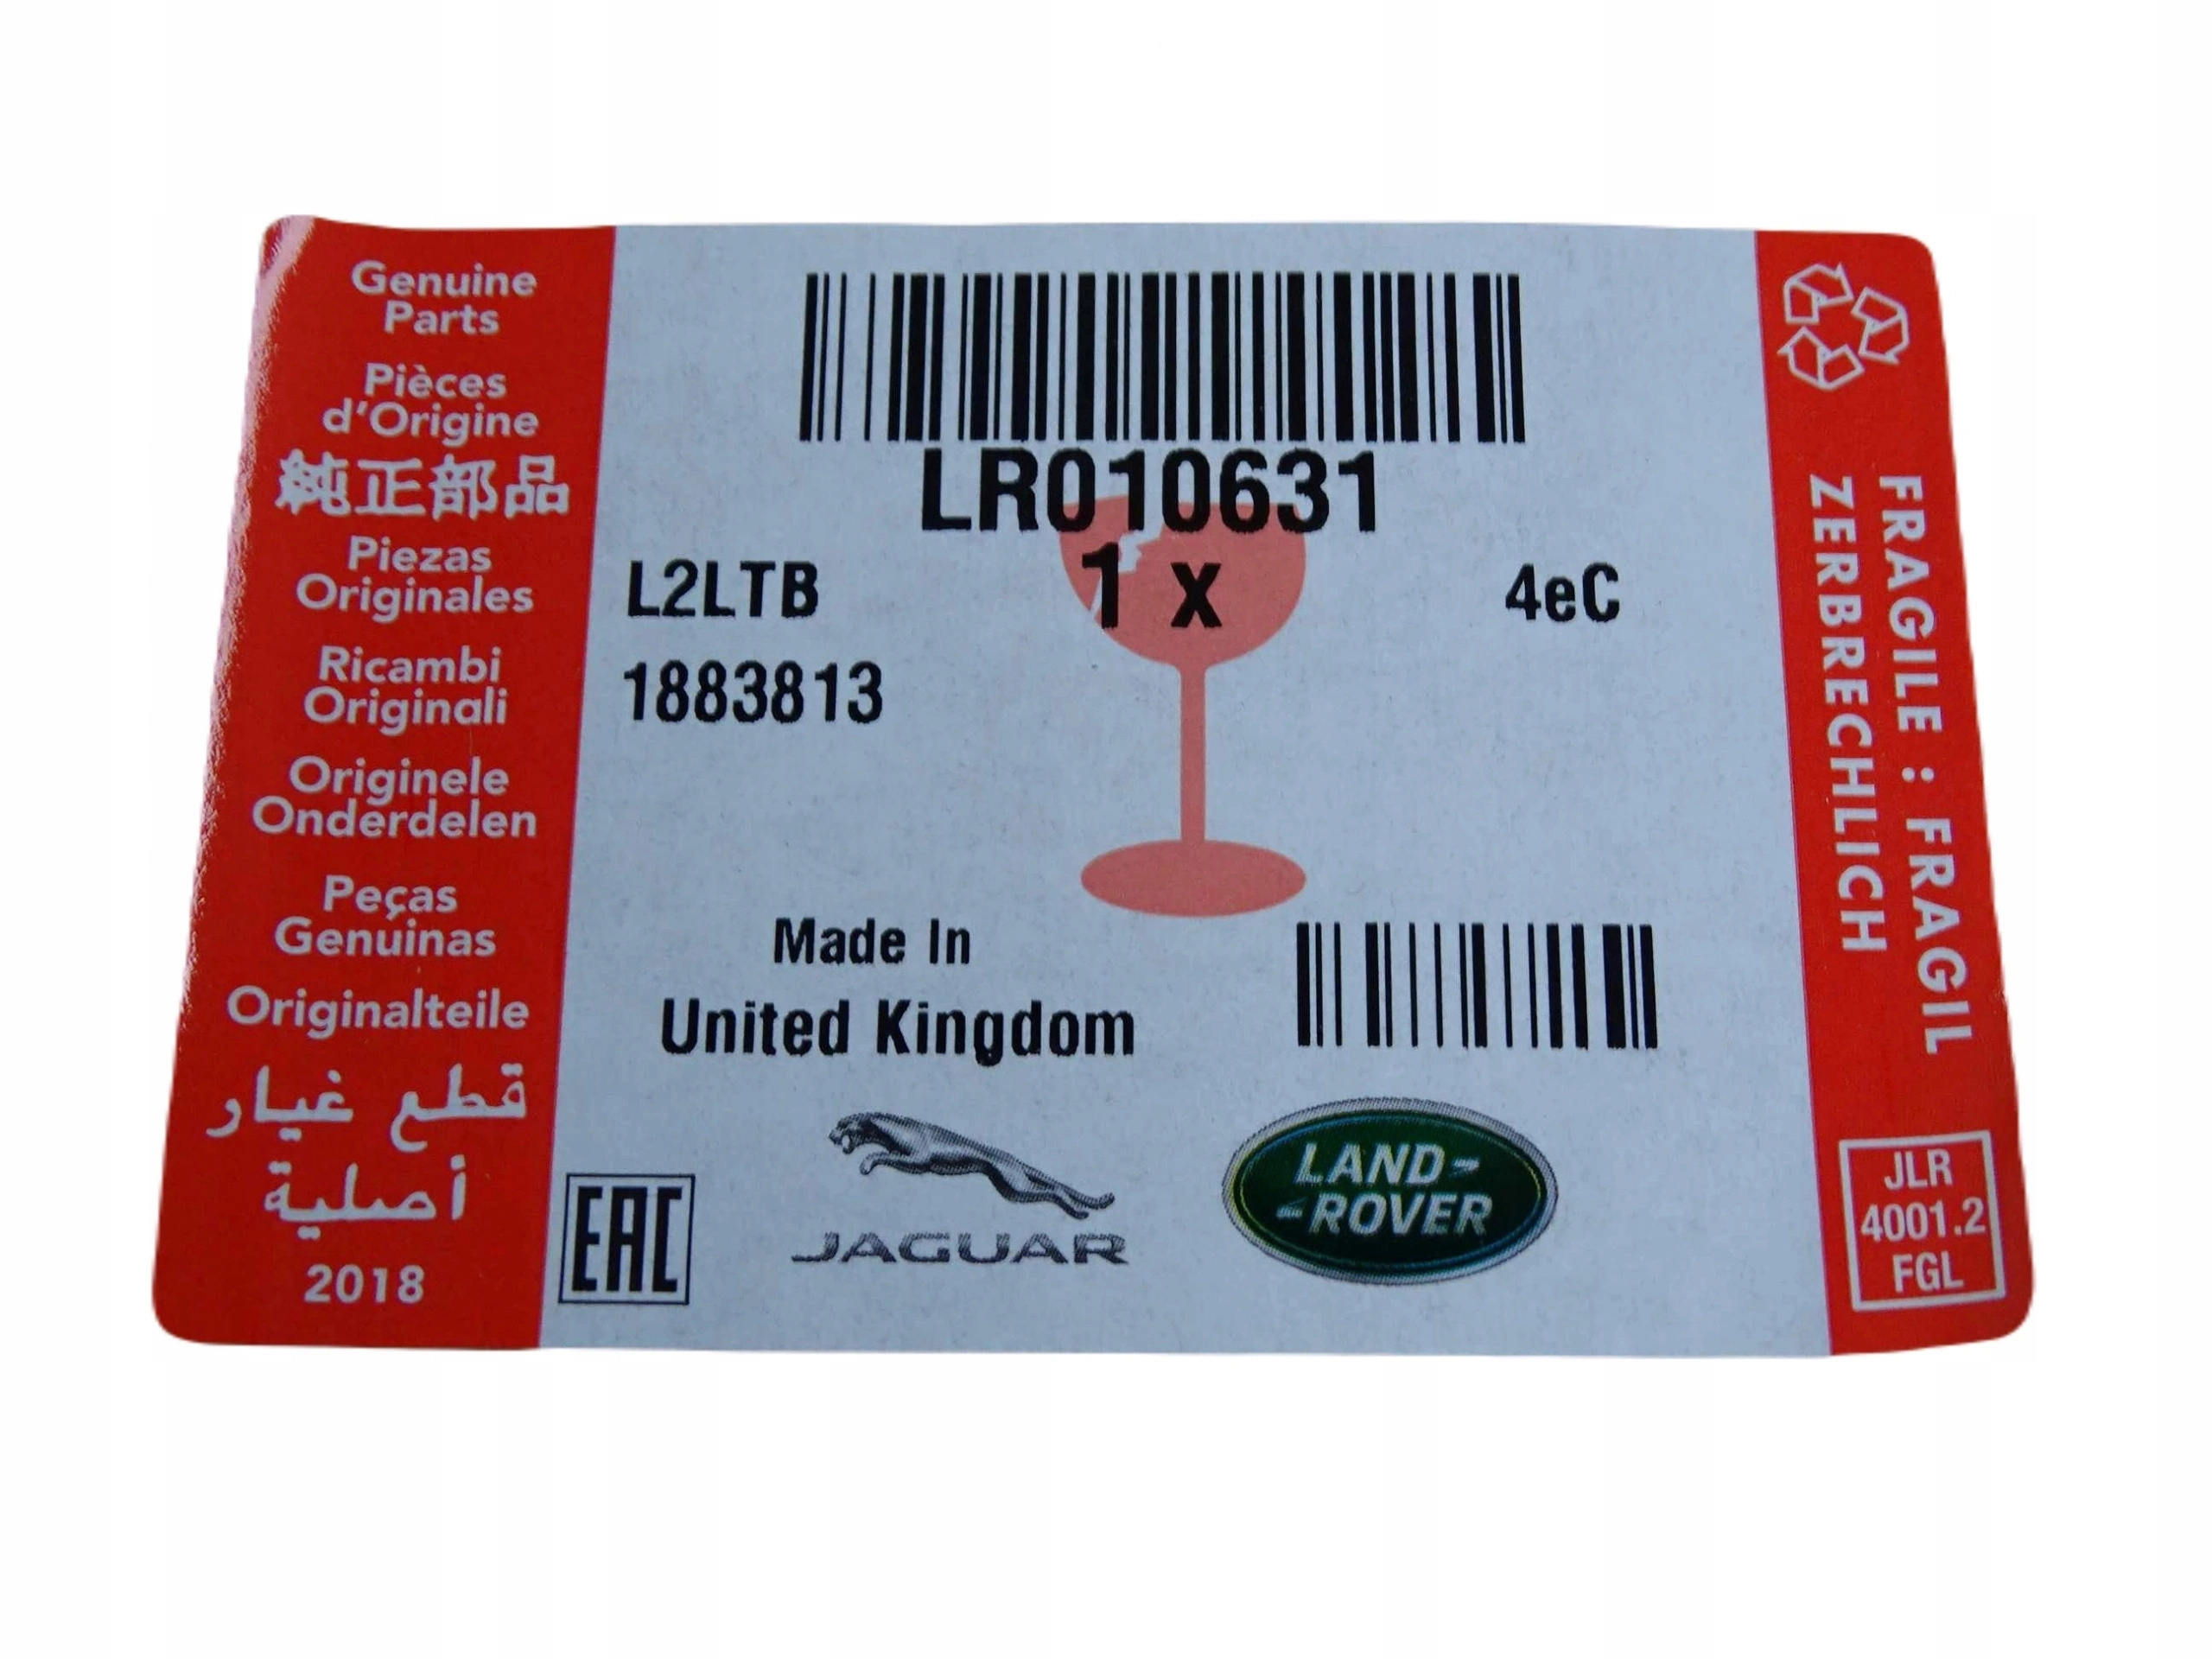 Genuine
Parts
Pièces
d'Origine
純正部品
Piezas
Originales
Ricambi
Originali
Originele
Onderdelen
Peças
Genuinas
Originalteile
قطع غيار
أصلية
2018
LR010631
L2LTB 1 x 4eC
1883813
Made In
United Kingdom
EAC
JAGUAR
LAND-
-ROVER
FRAGILE : FRAGIL
ZERBRECHLICH
JLR
4001.2
FGL